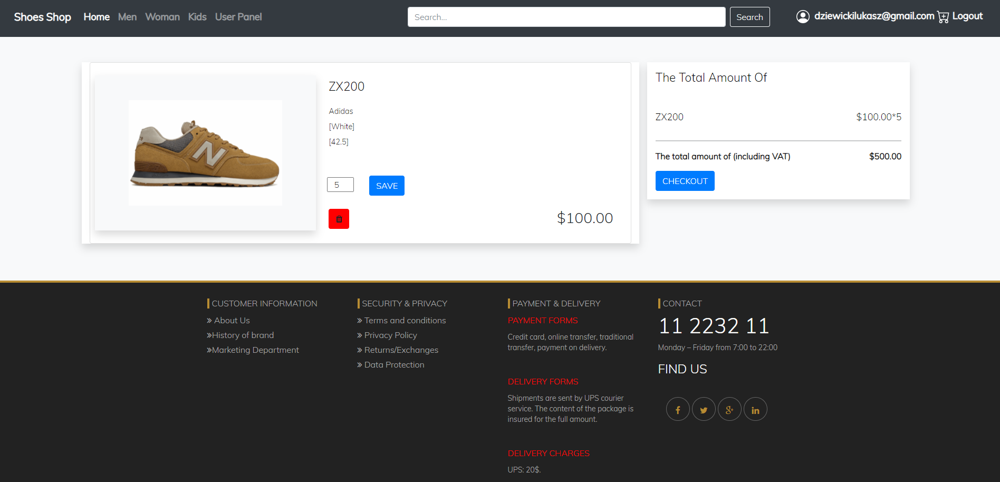 Shoes Shop Home Men Woman Kids User Panel Search... Search dziewickilukasz@gmail.com Logout
ZX200
Adidas
[White]
[42.5]
5 SAVE
$100.00
N
The Total Amount Of
ZX200 $100.00*5
The total amount of (including VAT) $500.00
CHECKOUT
CUSTOMER INFORMATION
» About Us
»History of brand
»Marketing Department
SECURITY & PRIVACY
» Terms and conditions
» Privacy Policy
» Returns/Exchanges
» Data Protection
PAYMENT & DELIVERY
PAYMENT FORMS
Credit card, online transfer, traditional
transfer, payment on delivery.
DELIVERY FORMS
Shipments are sent by UPS courier
service. The content of the package is
insured for the full amount.
DELIVERY CHARGES
UPS: 20$.
CONTACT
11 2232 11
Monday – Friday from 7:00 to 22:00
FIND US